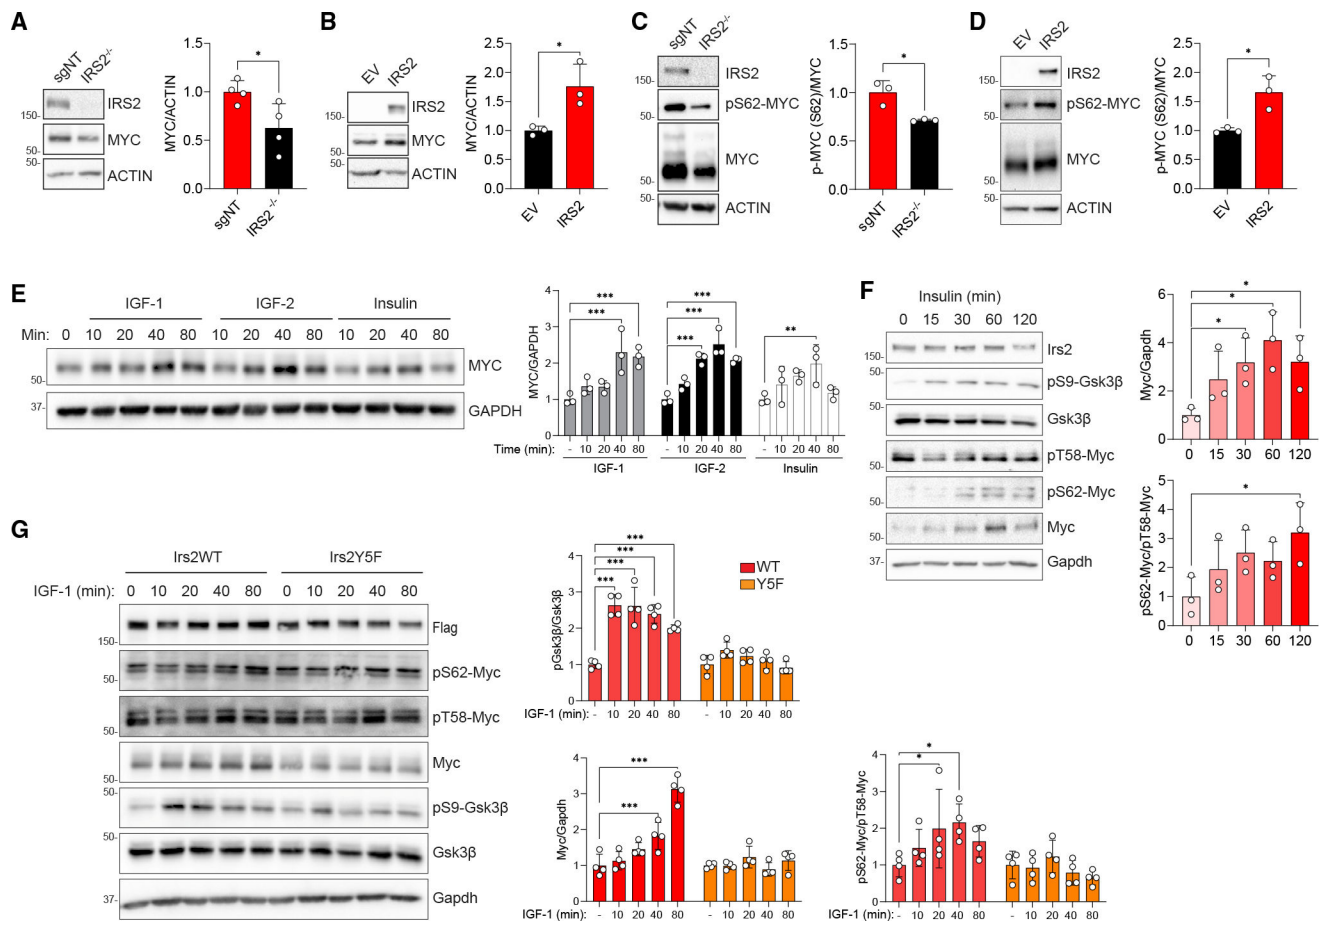 A
sgNT
IRS2-/-
150-
IRS2
MYC
50-
50-
ACTIN
1.5
1.0
0.5
0.0
MYC/ACTIN
*
sgNT
IRS2-/-
B
EV
IRS2
150-
IRS2
MYC
50-
50-
ACTIN
2.5
2.0
1.5
1.0
0.5
0.0
MYC/ACTIN
*
EV
IRS2
C
sgNT
IRS2-/-
IRS2
150-
pS62-MYC
MYC
50-
50-
ACTIN
1.5
1.0
0.5
0.0
p-MYC (S62)/MYC
*
sgNT
IRS2-/-
D
EV
IRS2
IRS2
150-
pS62-MYC
MYC
50-
50-
ACTIN
2.5
2.0
1.5
1.0
0.5
0.0
p-MYC (S62)/MYC
*
EV
IRS2
E
IGF-1 IGF-2 Insulin
Min: 0 10 20 40 80 10 20 40 80 10 20 40 80
MYC
50-
37-
GAPDH
4
3
2
1
0
MYC/GAPDH
***
***
***
***
***
**
Time (min): - 10 20 40 80 - 10 20 40 80 - 10 20 40 80
IGF-1 IGF-2 Insulin
F
Insulin (min)
0 15 30 60 120
Irs2
150-
pS9-Gsk3β
50-
Gsk3β
pT58-Myc
50-
pS62-Myc
50-
Myc
50-
37-
Gapdh
6
4
2
0
Myc/Gapdh
*
*
*
0 15 30 60 120
5
4
3
2
1
0
pS62-Myc/pT58-Myc
*
0 15 30 60 120
G
Irs2WT Irs2Y5F
IGF-1 (min): 0 10 20 40 80 0 10 20 40 80
Flag
150-
pS62-Myc
50-
pT58-Myc
50-
Myc
50-
pS9-Gsk3β
50-
Gsk3β
37-
Gapdh
4
3
2
1
0
pGsk3β/Gsk3β
***
***
***
***
WT
Y5F
IGF-1 (min): - 10 20 40 80 - 10 20 40 80
4
3
2
1
0
Myc/Gapdh
***
***
IGF-1 (min): - 10 20 40 80 - 10 20 40 80
4
3
2
1
0
pS62-Myc/pT58-Myc
*
*
IGF-1 (min): - 10 20 40 80 - 10 20 40 80